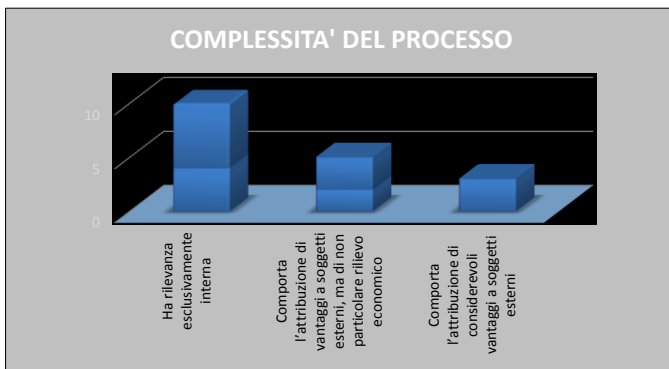 COMPLESSITA' DEL PROCESSO
10
5
0
Ha rilevanza
esclusivamente
interna
Comporta
l'attribuzione di
vantaggi a soggetti
esterni, ma di non
particolare rilievo
economico
Comporta
l'attribuzione di
considerevoli
vantaggi a soggetti
esterni